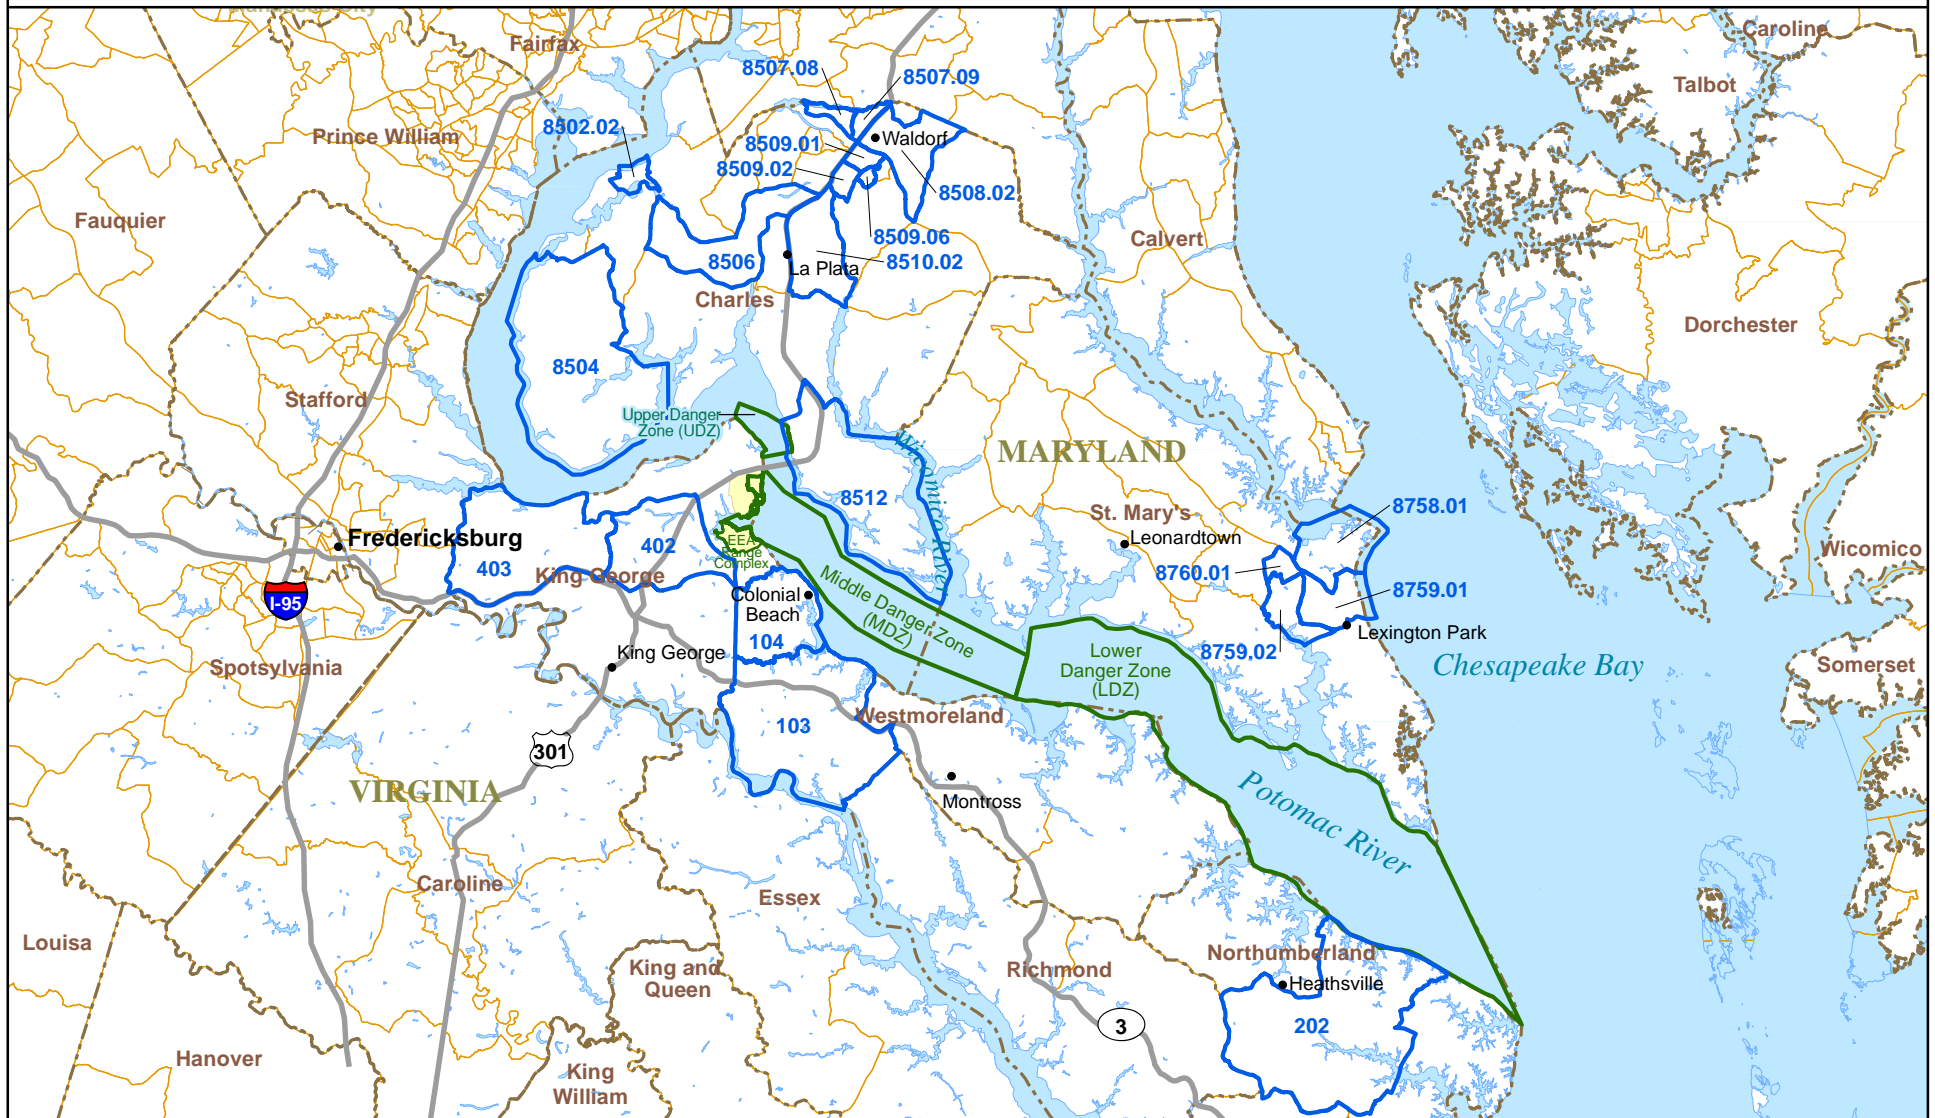 Fairfax
Caroline
8507.08
8507.09
Talbot
Prince William
8502.02
Waldorf
8509.01
8509.02
8508.02
Fauquier
8509.06
Calvert
8506
8510.02
La Plata
Charles
Dorchester
8504
Stafford
Upper Danger
Zone (UDZ)
Wicomico River
MARYLAND
8512
8758.01
St. Mary's
Leonardtown
Fredericksburg
402
EEA
Range
Complex
Wicomico
403
King George
8760.01
Middle Danger Zone
(MDZ)
8759.01
I-95
Colonial
Beach
Lexington Park
104
King George
Lower
Danger Zone
(LDZ)
8759.02
Chesapeake Bay
Somerset
Spotsylvania
103
Westmoreland
301
VIRGINIA
Montross
Potomac River
Caroline
Essex
Louisa
King and
Queen
Richmond
Northumberland
Heathsville
3
202
Hanover
King
William